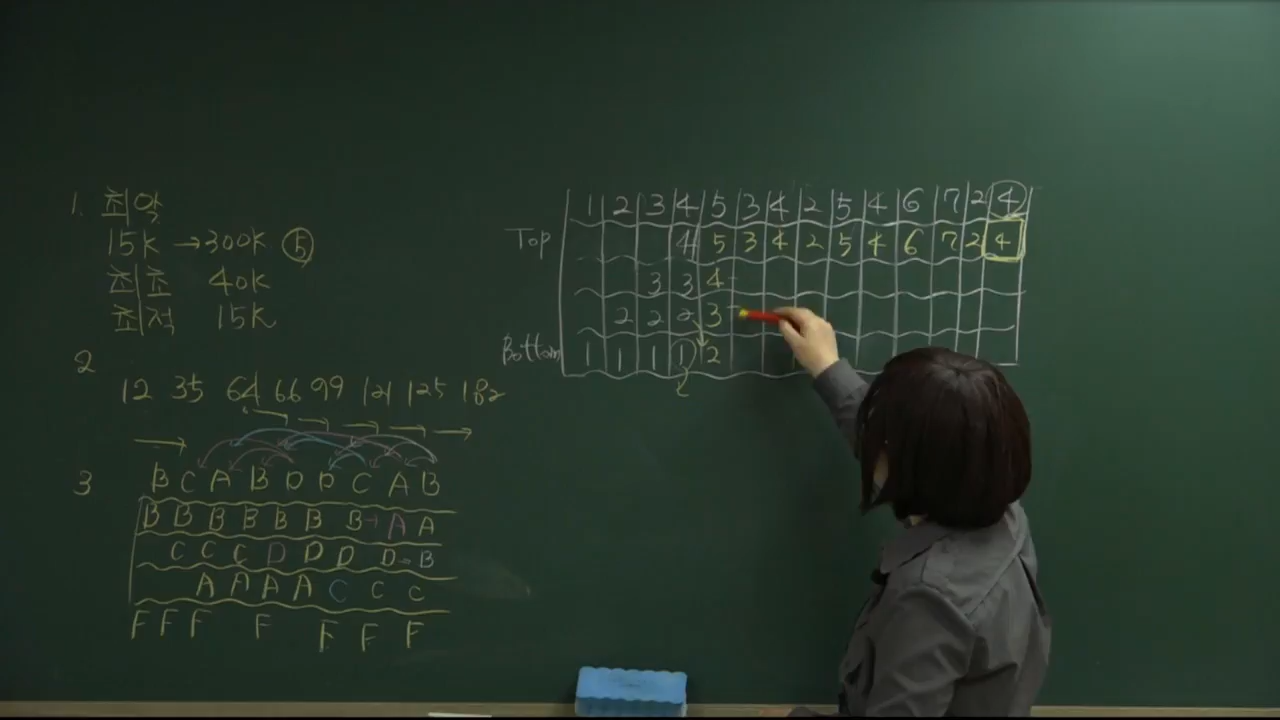 1. 최악
15K → 300K ⑤
최초 40K
최적 15K
2
12 35 64 66 99 121 125 182
3 B C A B D D C A B
B B B B B B B A A
C C C D D D D B
A A A A C C C
F F F F F F F
1 2 3 4 5 3 4 2 5 4 6 7 2 4
Top 4 5 3 4 2 5 4 6 7 2 4
3 3 4
2 2 2 3
Bottom 1 1 1 1 2